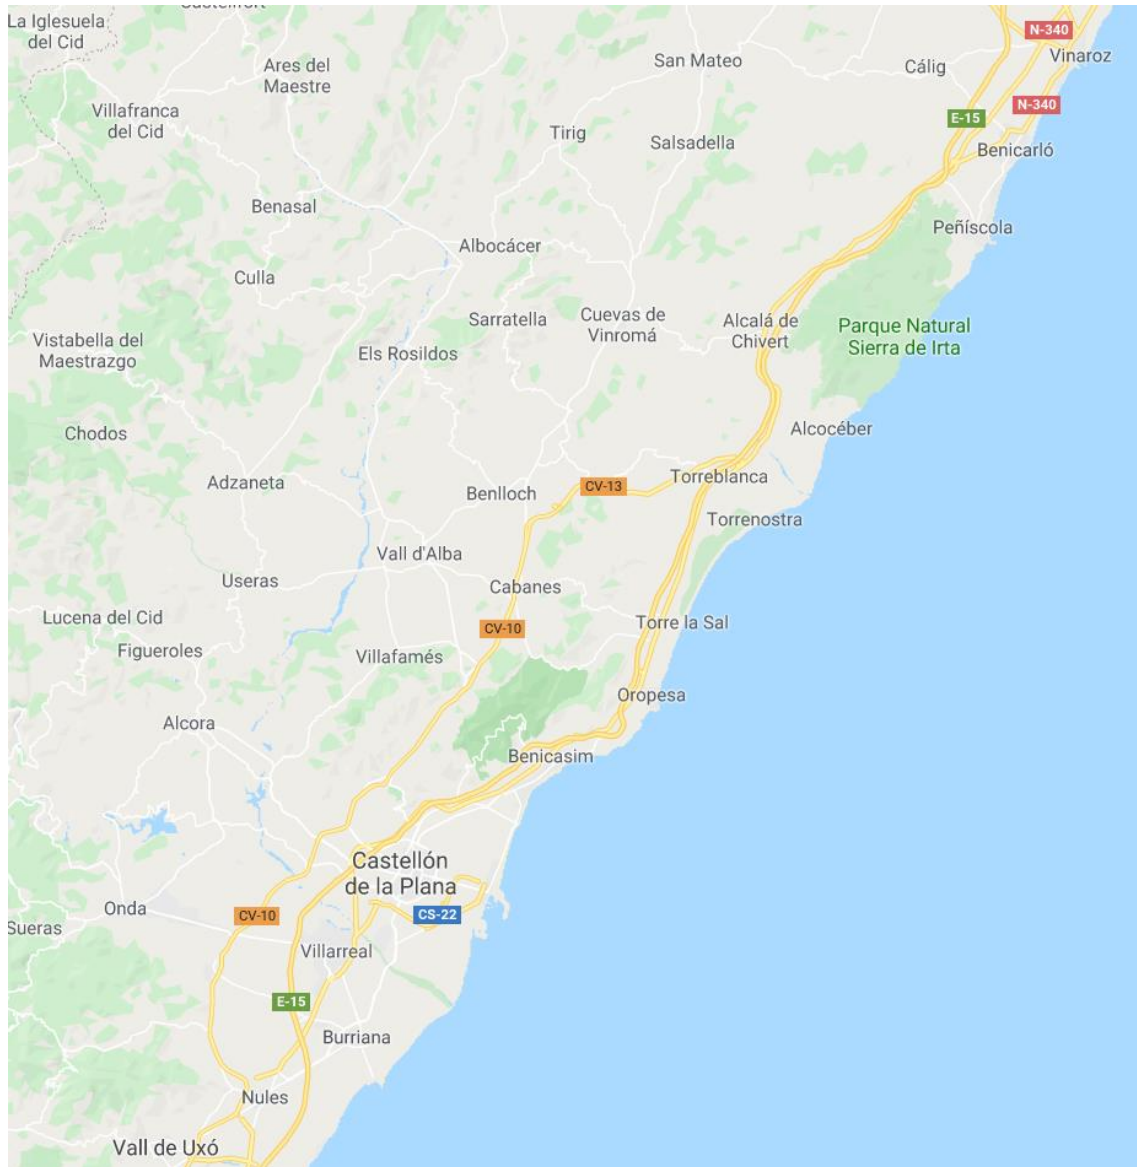 Castellfort
La Iglesuela
del Cid
N-340
Vinaroz
San Mateo
Cálig
Ares del
Maestre
Villafranca
del Cid
N-340
E-15
Tirig
Salsadella
Benicarló
Benasal
Peñíscola
Albocácer
Culla
Sarratella
Cuevas de
Vinromá
Alcalá de
Chivert
Parque Natural
Sierra de Irta
Vistabella del
Maestrazgo
Els Rosildos
Chodos
Alcocéber
Adzaneta
Benlloch
CV-13
Torreblanca
Torrenostra
Vall d'Alba
Useras
Cabanes
Lucena del Cid
CV-10
Torre la Sal
Figueroles
Villafamés
Oropesa
Alcora
Benicasim
Castellón
de la Plana
Onda
CV-10
CS-22
Sueras
Villarreal
E-15
Burriana
Nules
Vall de Uxó